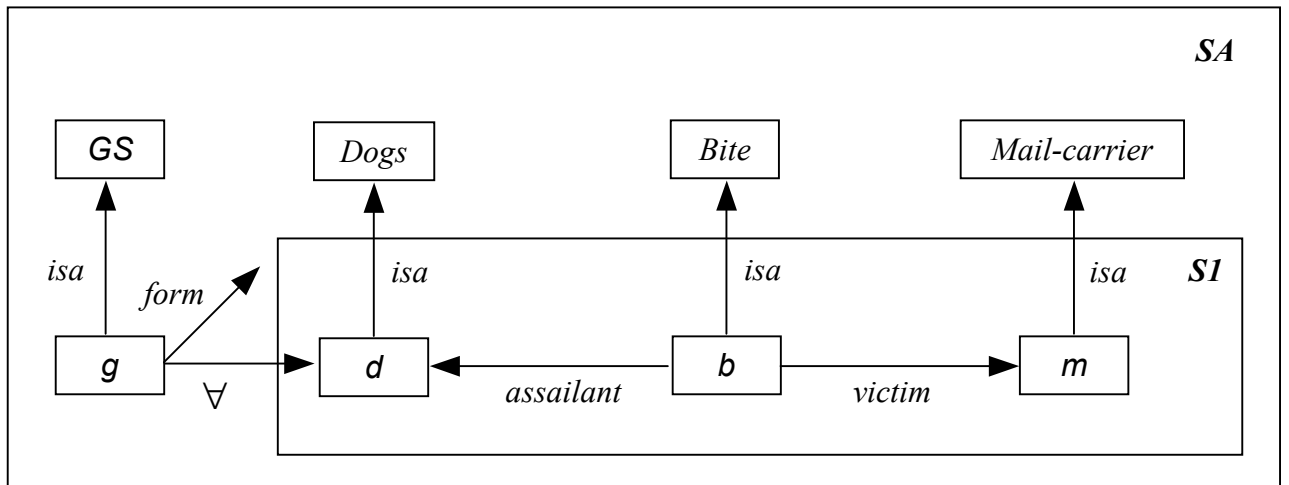 SA
GS
Dogs
Bite
Mail-carrier
isa
form
isa
isa
isa
S1
g
∀
d
assailant
b
victim
m